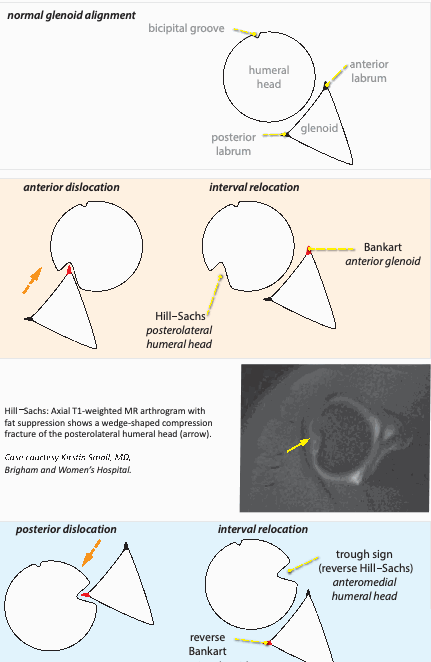 normal glenoid alignment
bicipital groove
humeral
head
anterior
labrum
posterior
labrum
glenoid
anterior dislocation
interval relocation
Bankart
anterior glenoid
Hill–Sachs
posterolateral
humeral head
Hill–Sachs: Axial T1-weighted MR arthrogram with
fat suppression shows a wedge-shaped compression
fracture of the posterolateral humeral head (arrow).
Case courtesy Kirstin Small, MD,
Brigham and Women's Hospital.
posterior dislocation
interval relocation
trough sign
(reverse Hill–Sachs)
anteromedial
humeral head
reverse
Bankart